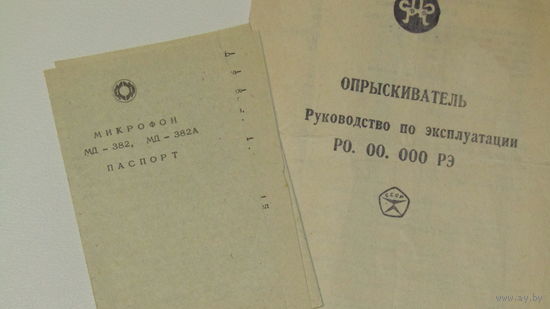 МИКРОФОН
МД - 382, МД - 382А
ПАСПОРТ
ОПРЫСКИВАТЕЛЬ
Руководство по эксплуатации
РО. 00. 000 РЭ
СССР
www.ay.by